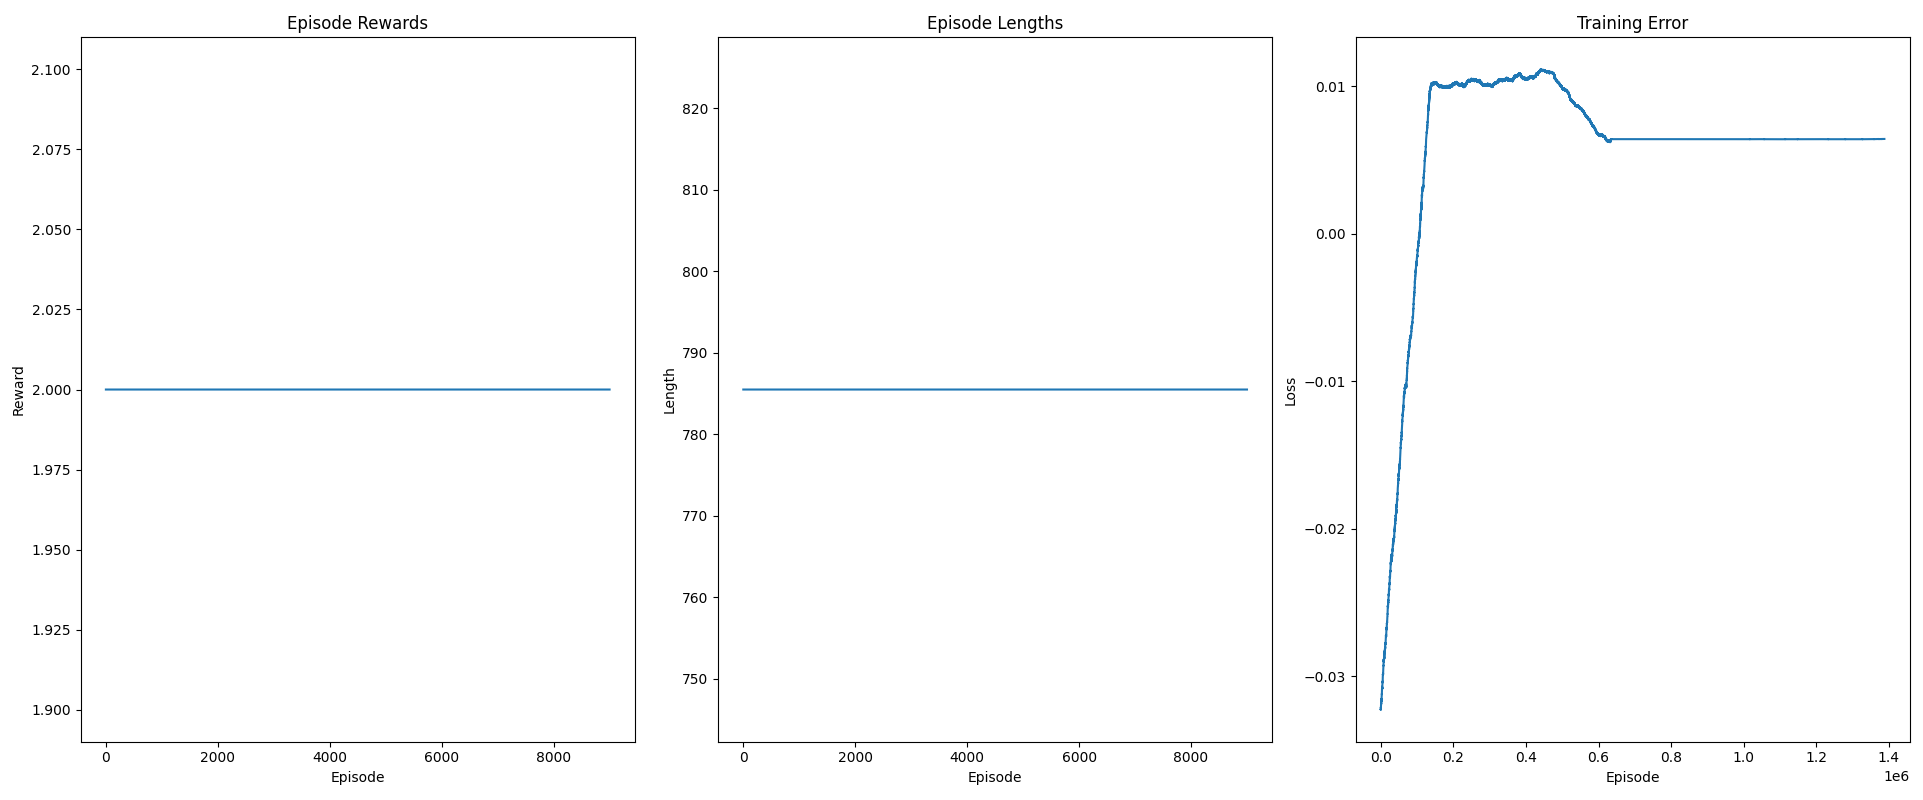 Episode Rewards
2.100
2.075
2.050
2.025
2.000
1.975
1.950
1.925
1.900
Reward
0 2000 4000 6000 8000
Episode
Episode Lengths
820
810
800
790
780
770
760
750
Length
0 2000 4000 6000 8000
Episode
Training Error
0.01
0.00
−0.01
−0.02
−0.03
Loss
0.0 0.2 0.4 0.6 0.8 1.0 1.2 1.4
Episode
1e6